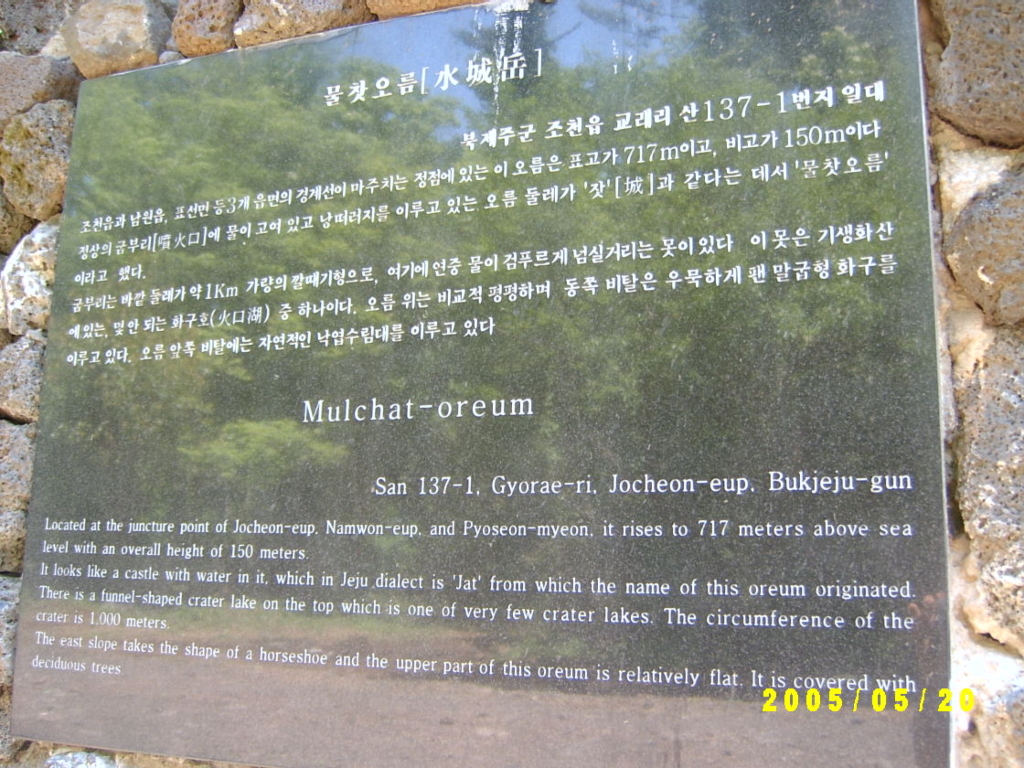 물찻오름[水城岳]
북제주군 조천읍 교래리 산137-1번지 일대
조천읍과 남원읍, 표선면 등3개 읍면의 경계선이 마주치는 정점에 있는 이 오름은 표고가 717m이고, 비고가 150m이다
정상의 굼부리[噴火口]에 물이 고여 있고 낭떠러지를 이루고 있는 오름 둘레가 '잣'[城]과 같다는 데서 '물찻오름'
이라고 했다.
굼부리는 바깥 둘레가 약 1Km 가량의 깔때기형으로, 여기에 연중 물이 검푸르게 넘실거리는 못이 있다 이 못은 기생화산
에 있는, 몇 안 되는 화구호(火口湖) 중 하나이다. 오름 위는 비교적 평평하며 동쪽 비탈은 우묵하게 팬 말굽형 화구를
이루고 있다. 오름 앞쪽 비탈에는 자연적인 낙엽수림대를 이루고 있다
Mulchat-oreum
San 137-1, Gyorae-ri, Jocheon-eup, Bukjeju-gun
Located at the juncture point of Jocheon-eup, Namwon-eup, and Pyoseon-myeon, it rises to 717 meters above sea
level with an overall height of 150 meters.
It looks like a castle with water in it, which in Jeju dialect is 'Jat' from which the name of this oreum originated.
There is a funnel-shaped crater lake on the top which is one of very few crater lakes. The circumference of the
crater is 1,000 meters.
The east slope takes the shape of a horseshoe and the upper part of this oreum is relatively flat. It is covered with
deciduous trees
2005/05/20